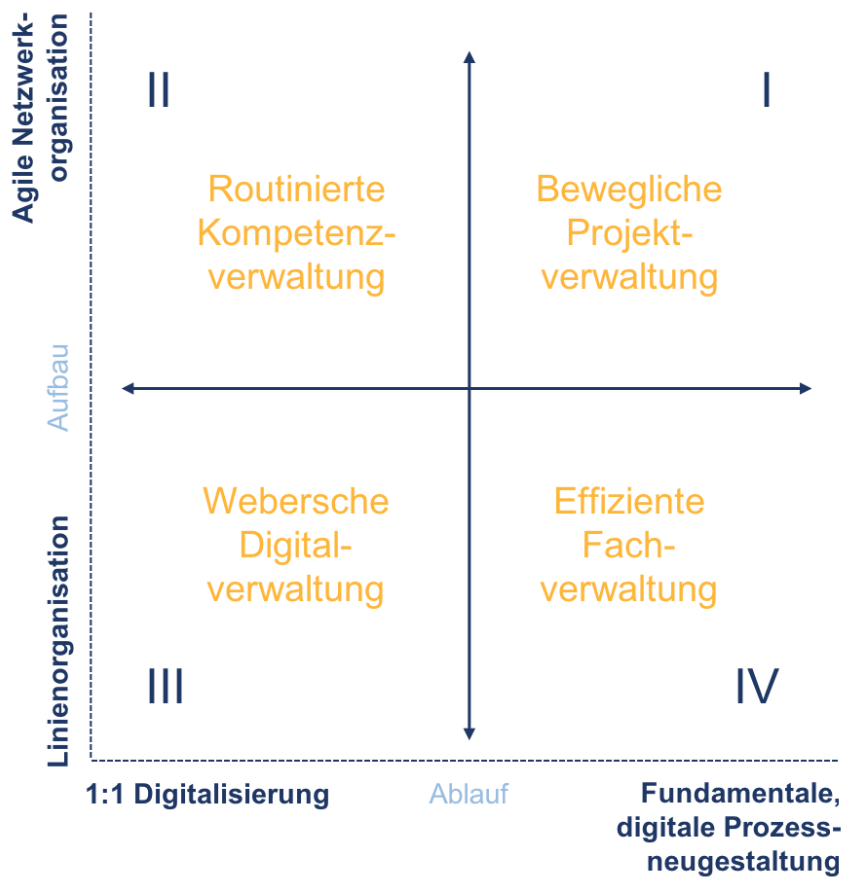 Agile Netzwerk-
organisation
Aufbau
Linienorganisation
II
I
Routinierte
Kompetenz-
verwaltung
Bewegliche
Projekt-
verwaltung
Webersche
Digital-
verwaltung
Effiziente
Fach-
verwaltung
III
IV
1:1 Digitalisierung
Ablauf
Fundamentale,
digitale Prozess-
neugestaltung